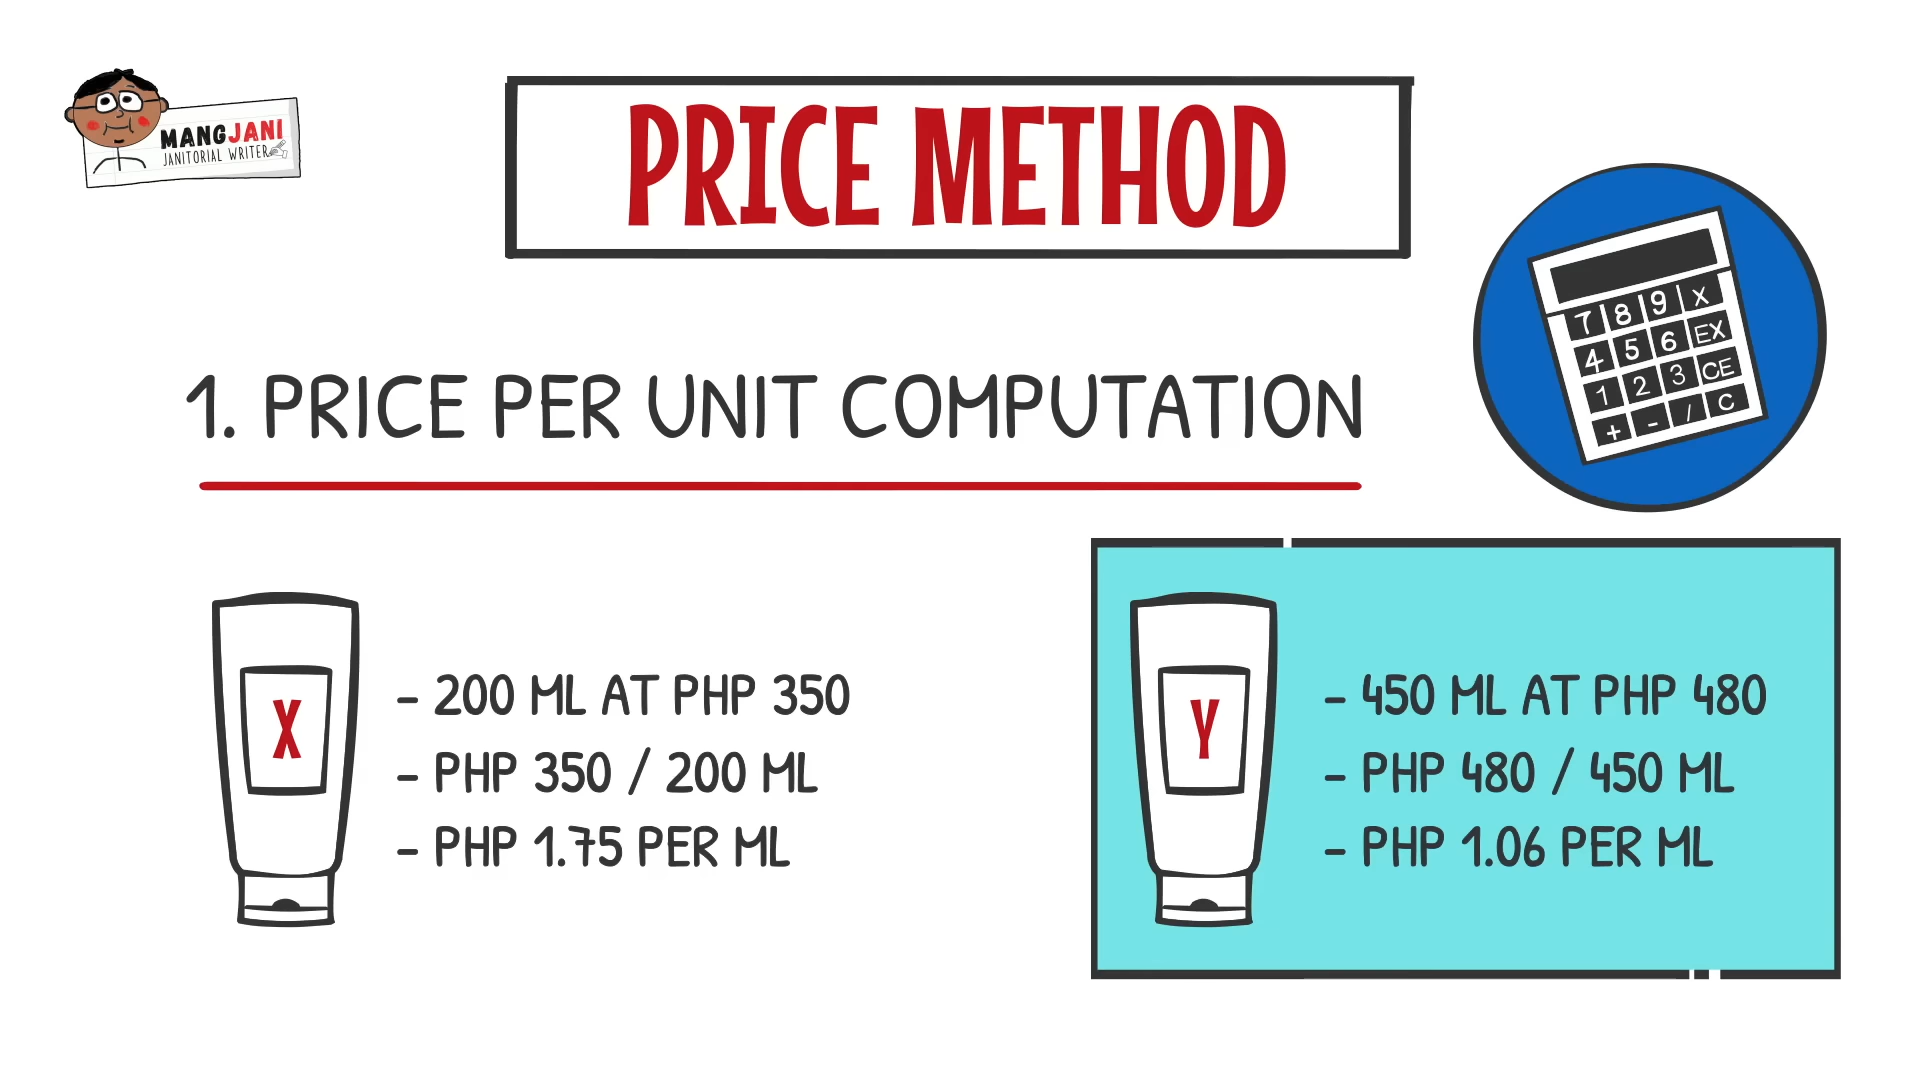 MANGJANI
JANITORIAL WRITER
PRICE METHOD
7 8 9 X
4 5 6 EX
1 2 3 CE
+ - / C
1. PRICE PER UNIT COMPUTATION
X
- 200 ML AT PHP 350
- PHP 350 / 200 ML
- PHP 1.75 PER ML
Y
- 450 ML AT PHP 480
- PHP 480 / 450 ML
- PHP 1.06 PER ML